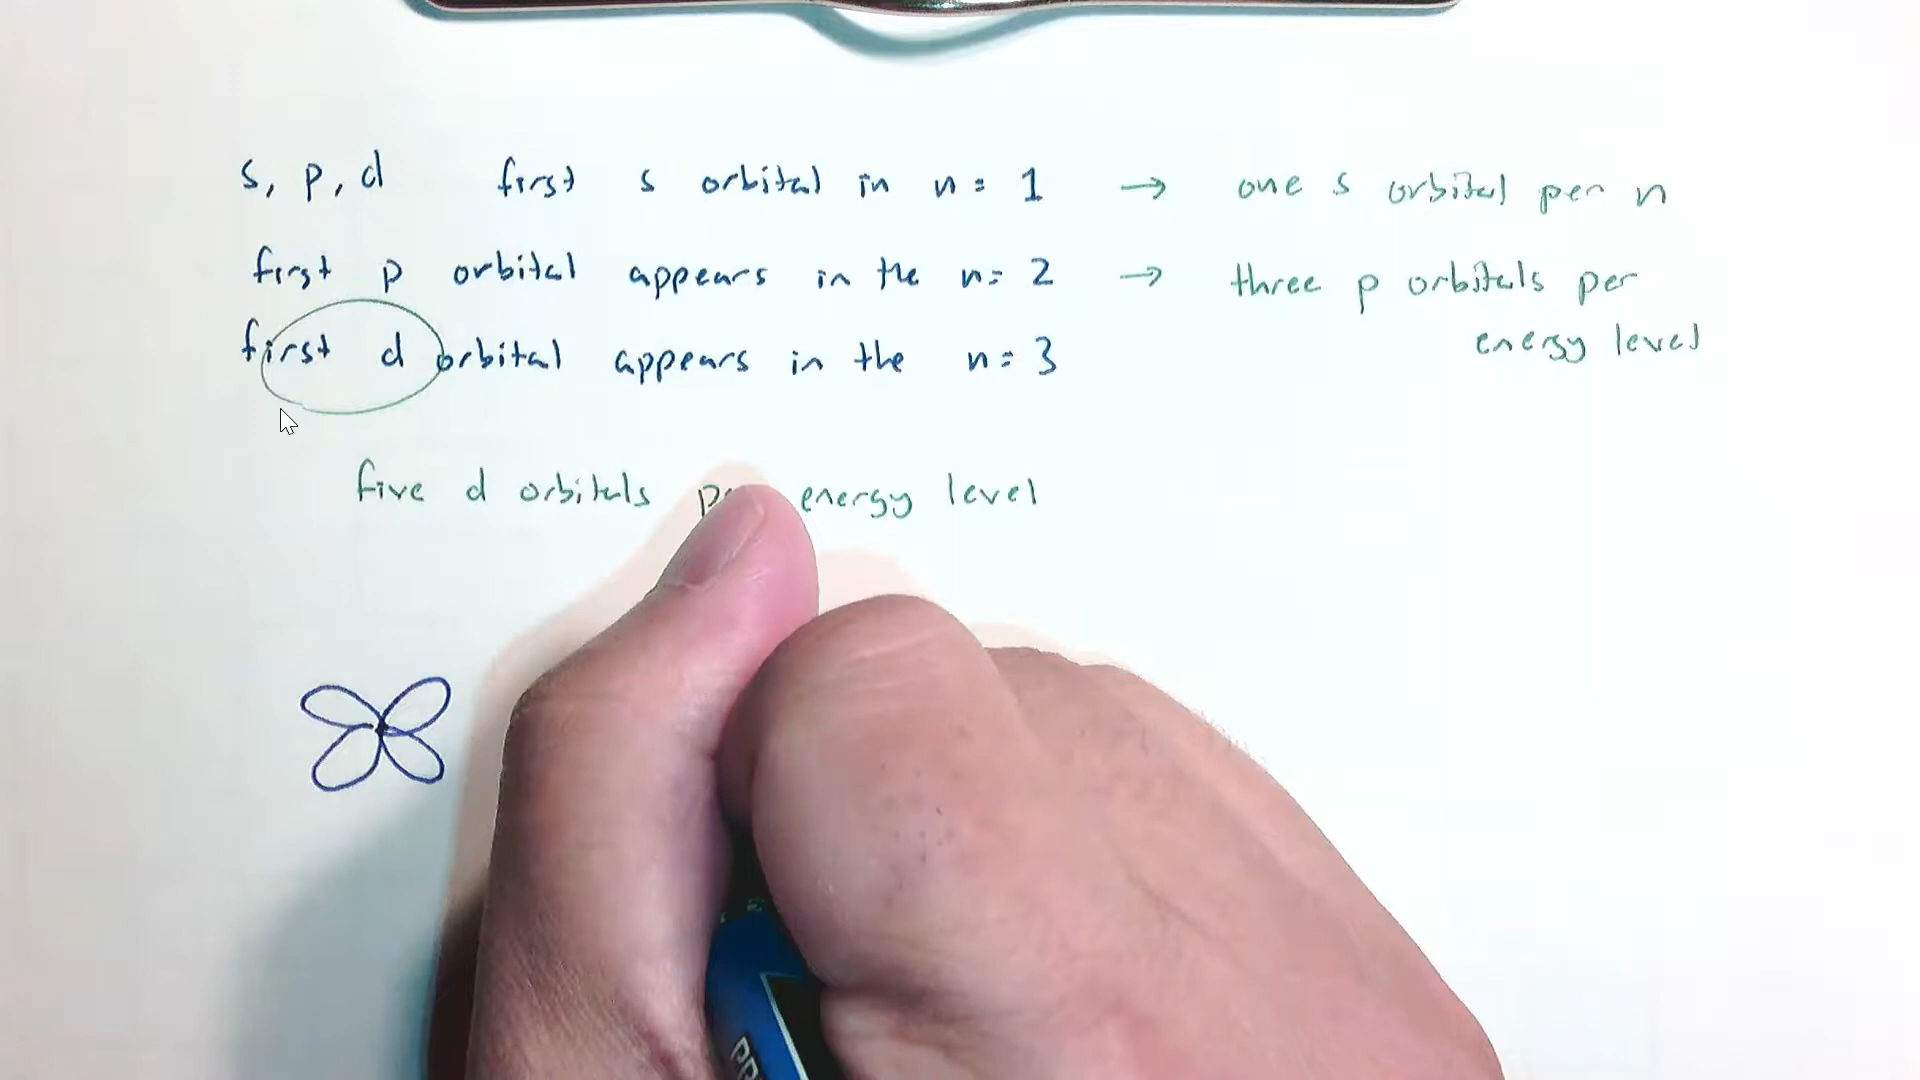 s, p, d first s orbital in n = 1 → one s orbital per n
first p orbital appears in the n = 2 → three p orbitals per
energy level
first d orbital appears in the n = 3
five d orbitals energy level